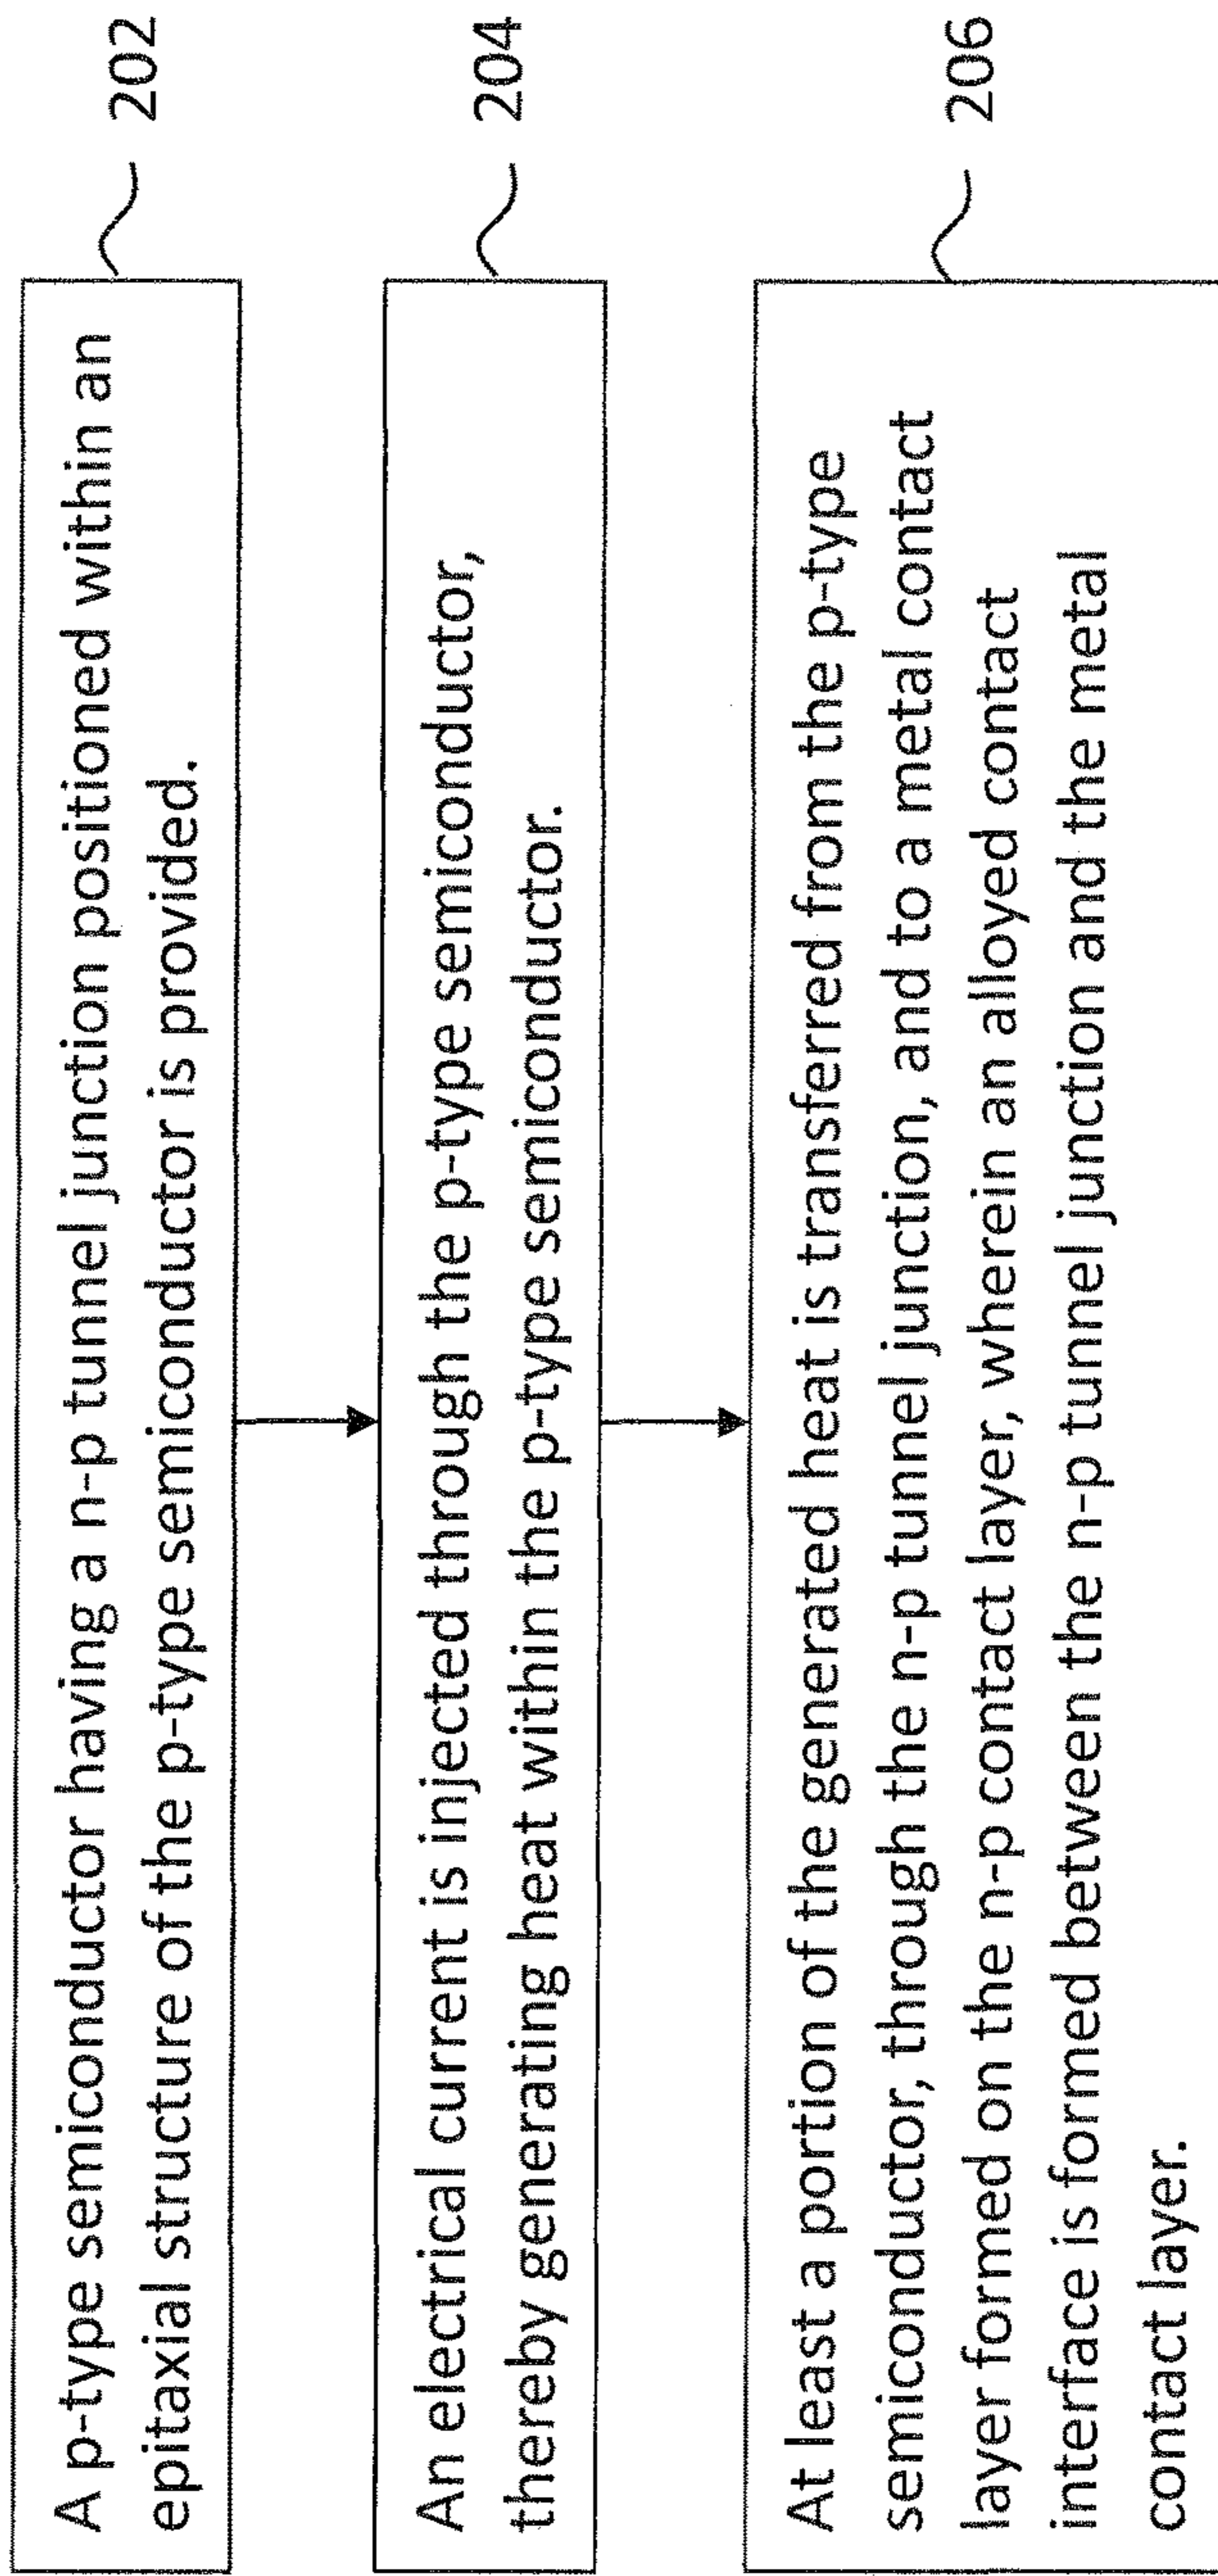 A p-type semiconductor having a n-p tunnel junction positioned within an
epitaxial structure of the p-type semiconductor is provided.
202
An electrical current is injected through the p-type semiconductor,
thereby generating heat within the p-type semiconductor.
204
At least a portion of the generated heat is transferred from the p-type
semiconductor, through the n-p tunnel junction, and to a metal contact
layer formed on the n-p contact layer, wherein an alloyed contact
interface is formed between the n-p tunnel junction and the metal
contact layer.
206